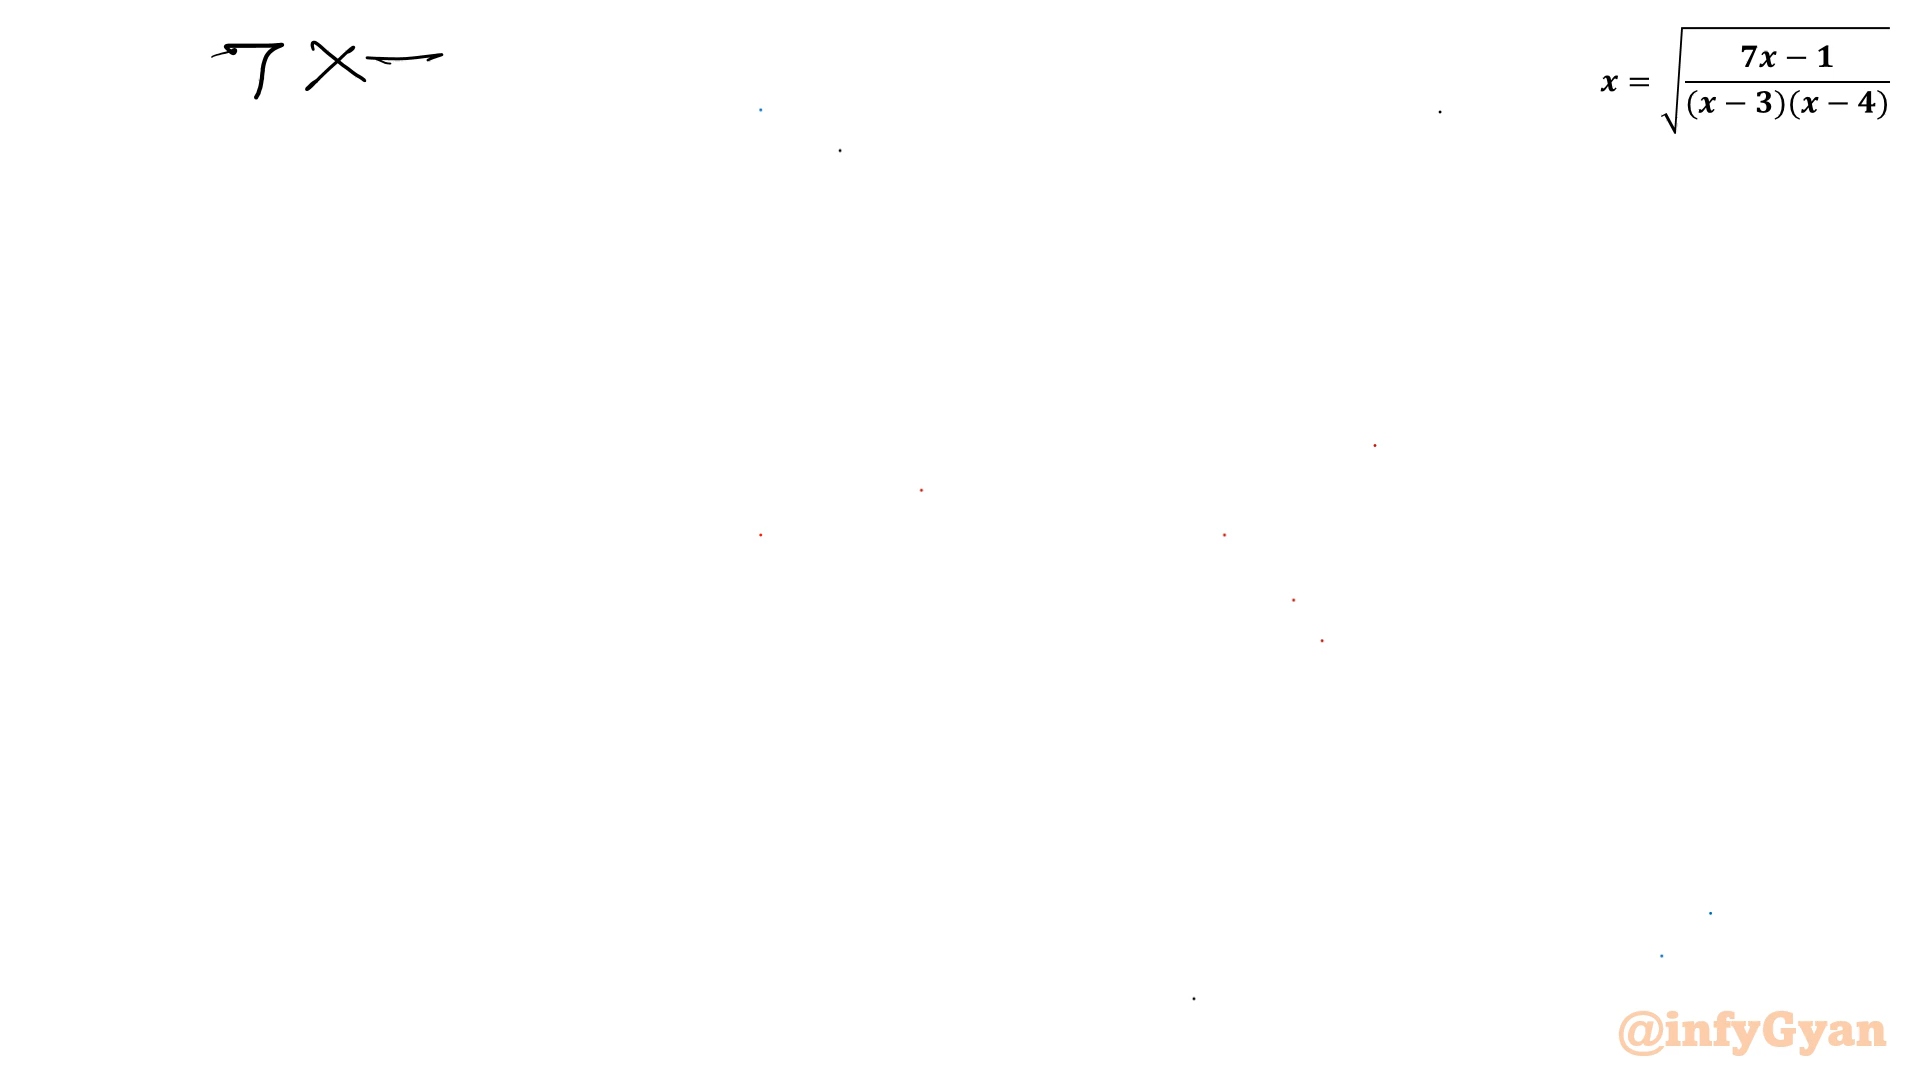 7x-
x = √((7x − 1)/((x − 3)(x − 4)))
@infyGyan